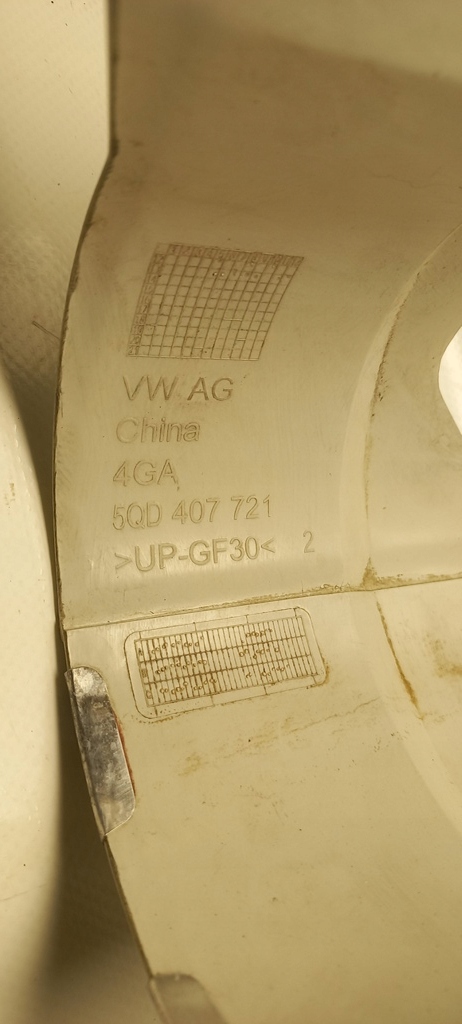 VW AG
China
4GA
5QD 407 721
>UP-GF30< 2